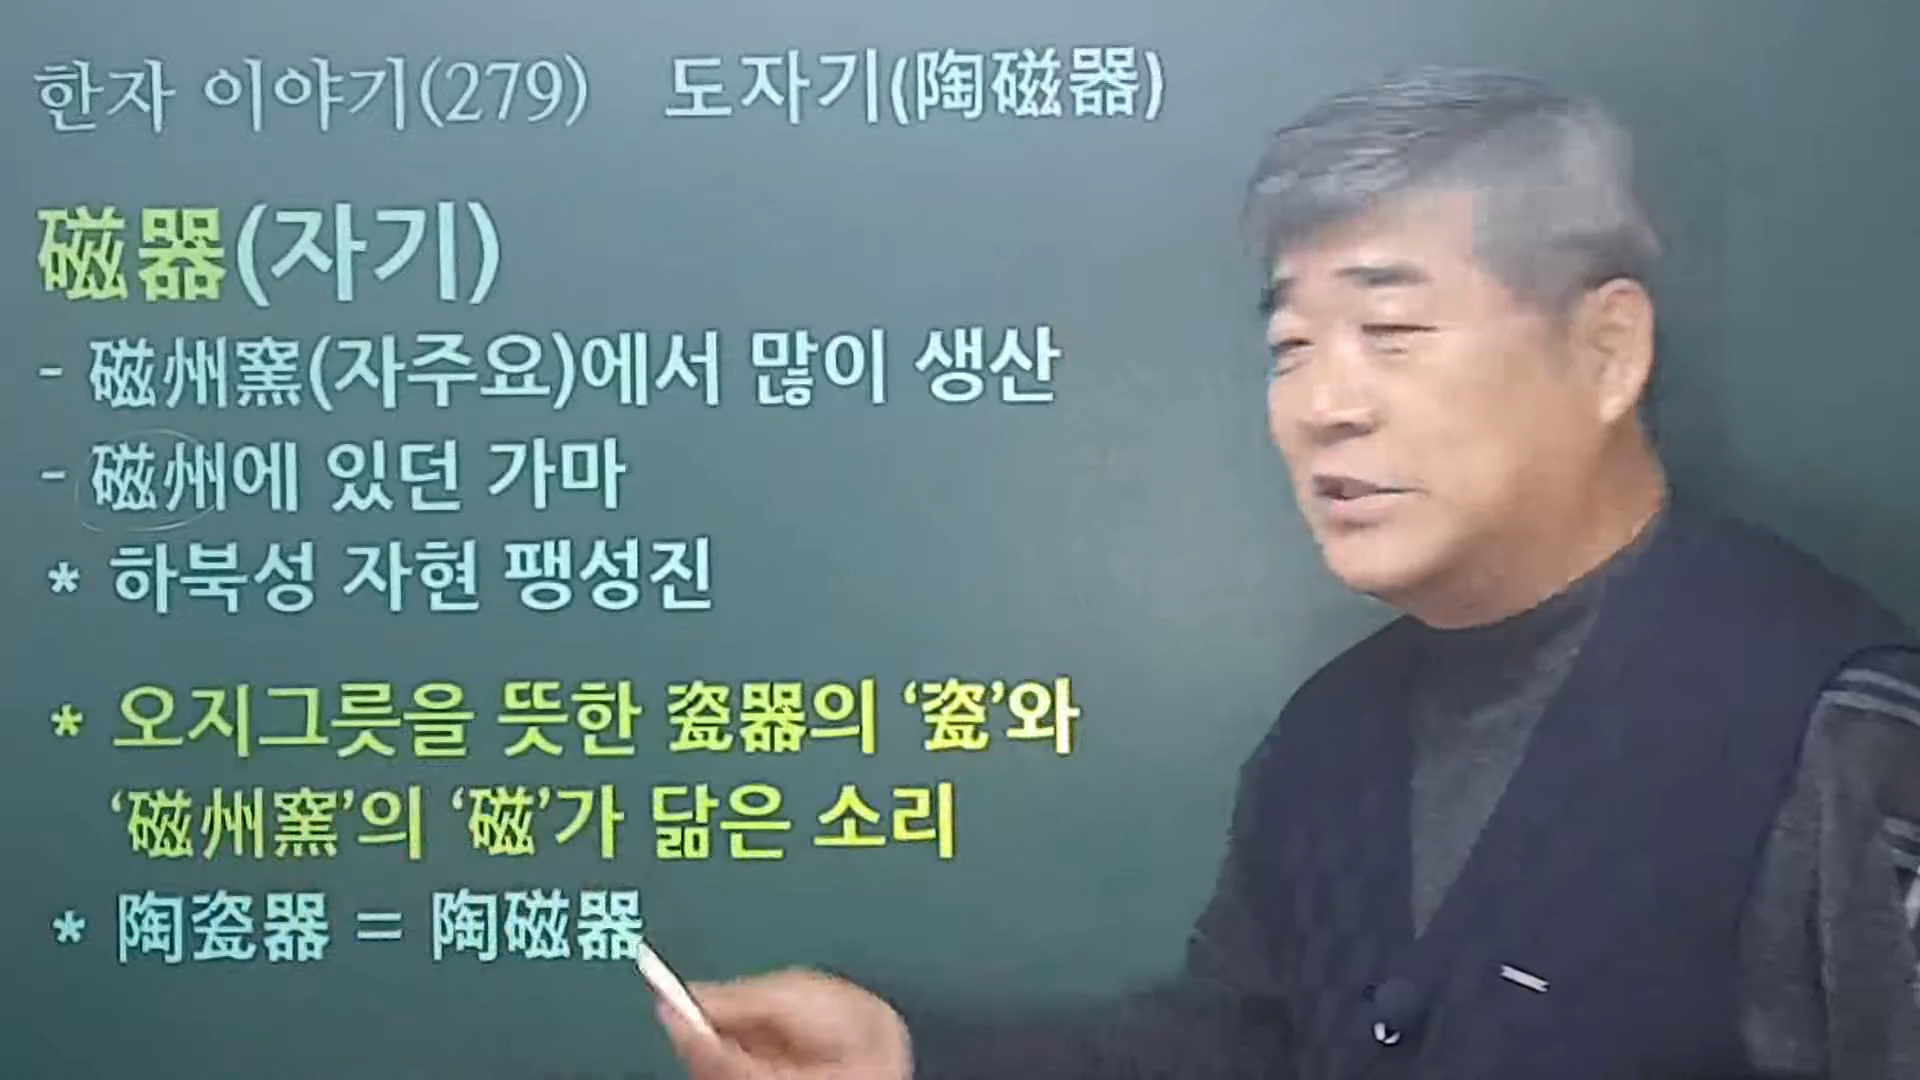 한자 이야기(279) 도자기(陶磁器)
磁器(자기)
- 磁州窯(자주요)에서 많이 생산
- 磁州에 있던 가마
* 하북성 자현 팽성진
* 오지그릇을 뜻한 瓷器의 ‘瓷’와
‘磁州窯’의 ‘磁’가 닮은 소리
* 陶瓷器 = 陶磁器